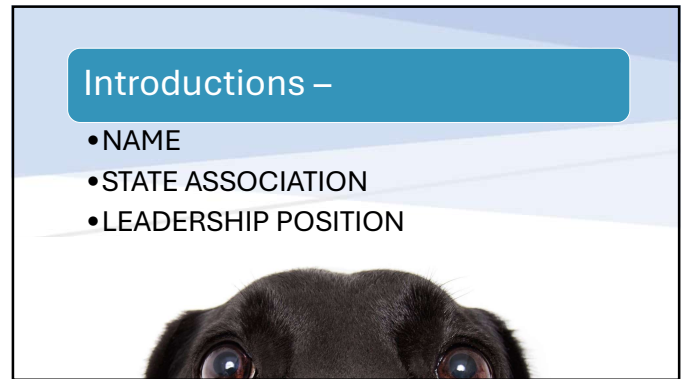 Introductions –
•NAME
•STATE ASSOCIATION
•LEADERSHIP POSITION